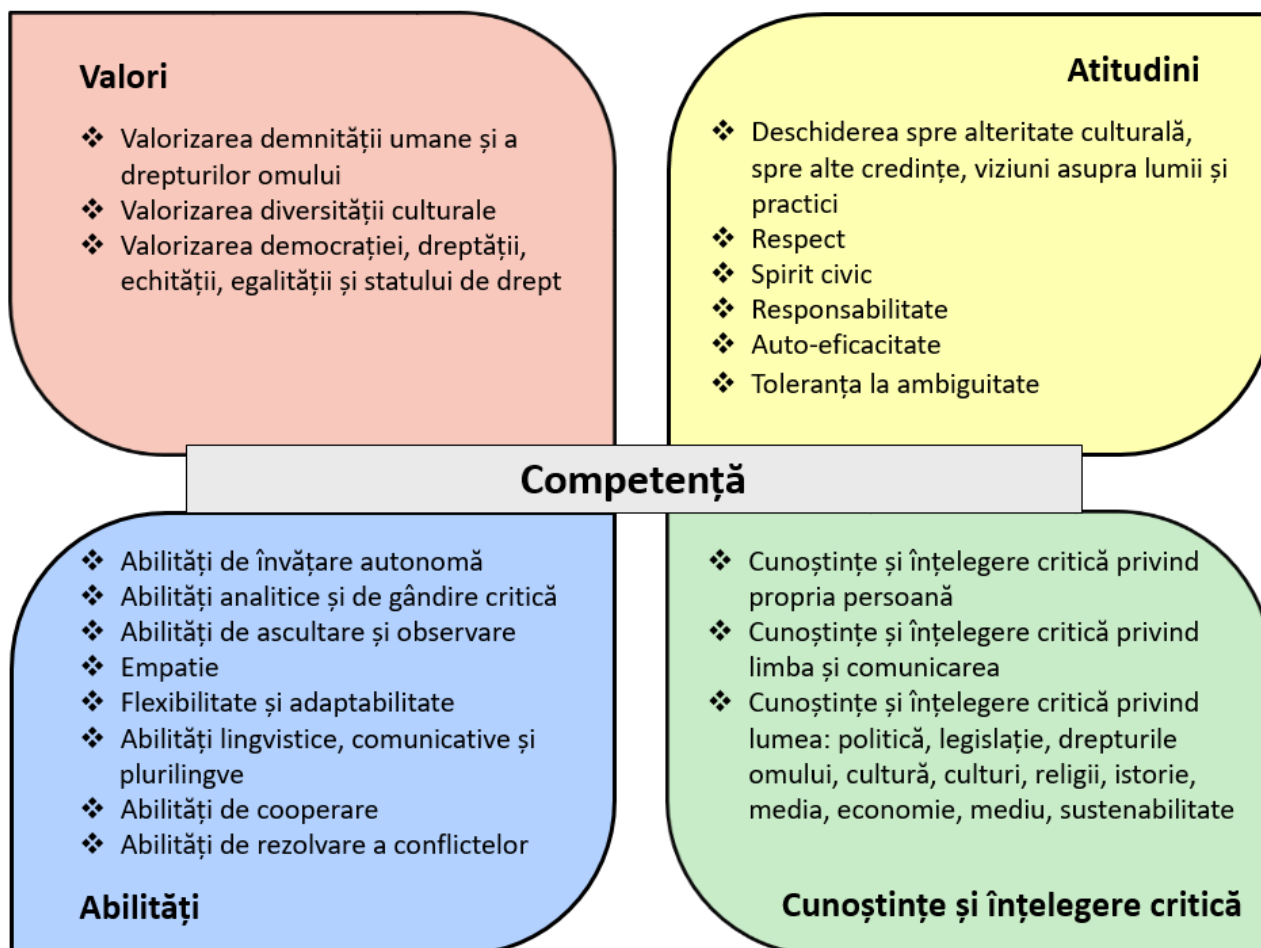 Valori
❖ Valorizarea demnității umane și a
drepturilor omului
❖ Valorizarea diversității culturale
❖ Valorizarea democrației, dreptății,
echității, egalității și statului de drept
Atitudini
❖ Deschiderea spre alteritate culturală,
spre alte credințe, viziuni asupra lumii și
practici
❖ Respect
❖ Spirit civic
❖ Responsabilitate
❖ Auto-eficacitate
❖ Toleranța la ambiguitate
Competență
❖ Abilități de învățare autonomă
❖ Abilități analitice și de gândire critică
❖ Abilități de ascultare și observare
❖ Empatie
❖ Flexibilitate și adaptabilitate
❖ Abilități lingvistice, comunicative și
plurilingve
❖ Abilități de cooperare
❖ Abilități de rezolvare a conflictelor
Abilități
❖ Cunoștințe și înțelegere critică privind
propria persoană
❖ Cunoștințe și înțelegere critică privind
limba și comunicarea
❖ Cunoștințe și înțelegere critică privind
lumea: politică, legislație, drepturile
omului, cultură, culturi, religii, istorie,
media, economie, mediu, sustenabilitate
Cunoștințe și înțelegere critică